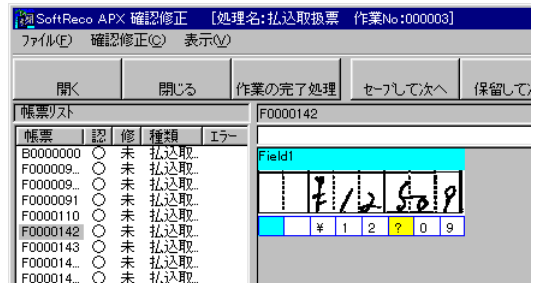 SoftReco APX 確認修正 [処理名:払込取扱票 作業No:000003]
ファイル(F) 確認修正(C) 表示(V)
開く 閉じる 作業の完了処理 セーブして次へ 保留して
帳票リスト F0000142
帳票 認 修 種類 エラー
B0000000 ○ 未 払込取...
Field1
F000009... ○ 未 払込取...
F000009... ○ 未 払込取...
F0000091 ○ 未 払込取...
¥12509
F0000110 ○ 未 払込取...
F0000142 ○ 未 払込取...
¥ 1 2 ? 0 9
F0000143 ○ 未 払込取...
F000014... ○ 未 払込取...
F000014... ○ 未 払込取...